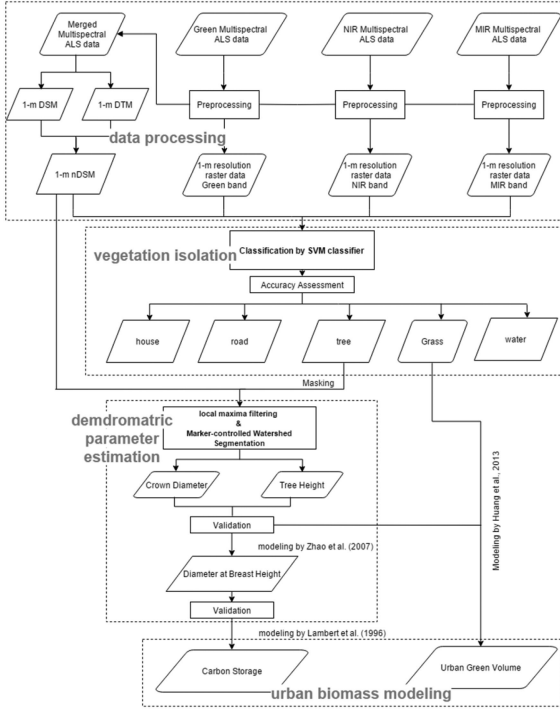 Merged
Multispectral
ALS data
Green Multispectral
ALS data
NIR Multispectral
ALS data
MIR Multispectral
ALS data
1-m DSM
1-m DTM
Preprocessing
Preprocessing
Preprocessing
data processing
1-m nDSM
1-m resolution
raster data
Green band
1-m resolution
raster data
NIR band
1-m resolution
raster data
MIR band
vegetation isolation
Classification by SVM classifier
Accuracy Assessment
house
road
tree
Grass
water
Masking
demdromatric
parameter
estimation
local maxima filtering
&
Marker-controlled Watershed
Segmentation
Crown Diameter
Tree Height
Validation
modeling by Zhao et al. (2007)
Modeling by Huang et al., 2013
Diameter at Breast Height
Validation
modeling by Lambert et al. (1996)
Carbon Storage
Urban Green Volume
urban biomass modeling